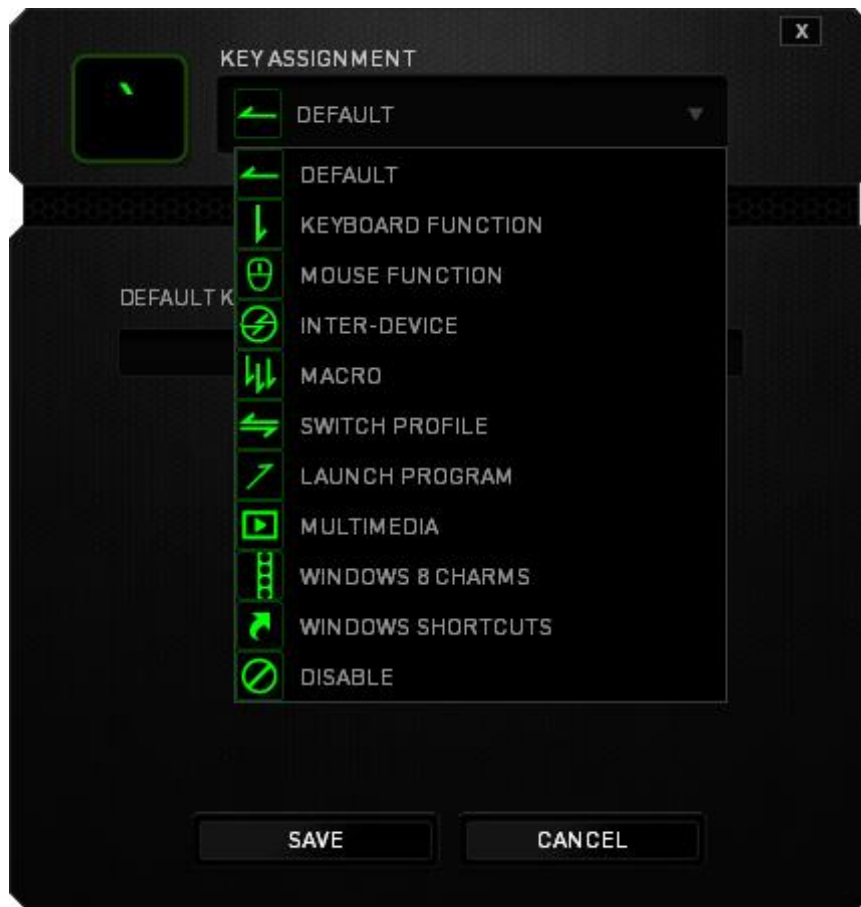 X
KEY ASSIGNMENT
`
DEFAULT
DEFAULT
KEYBOARD FUNCTION
MOUSE FUNCTION
DEFAULT K
INTER-DEVICE
MACRO
SWITCH PROFILE
LAUNCH PROGRAM
MULTIMEDIA
WINDOWS 8 CHARMS
WINDOWS SHORTCUTS
DISABLE
SAVE
CANCEL